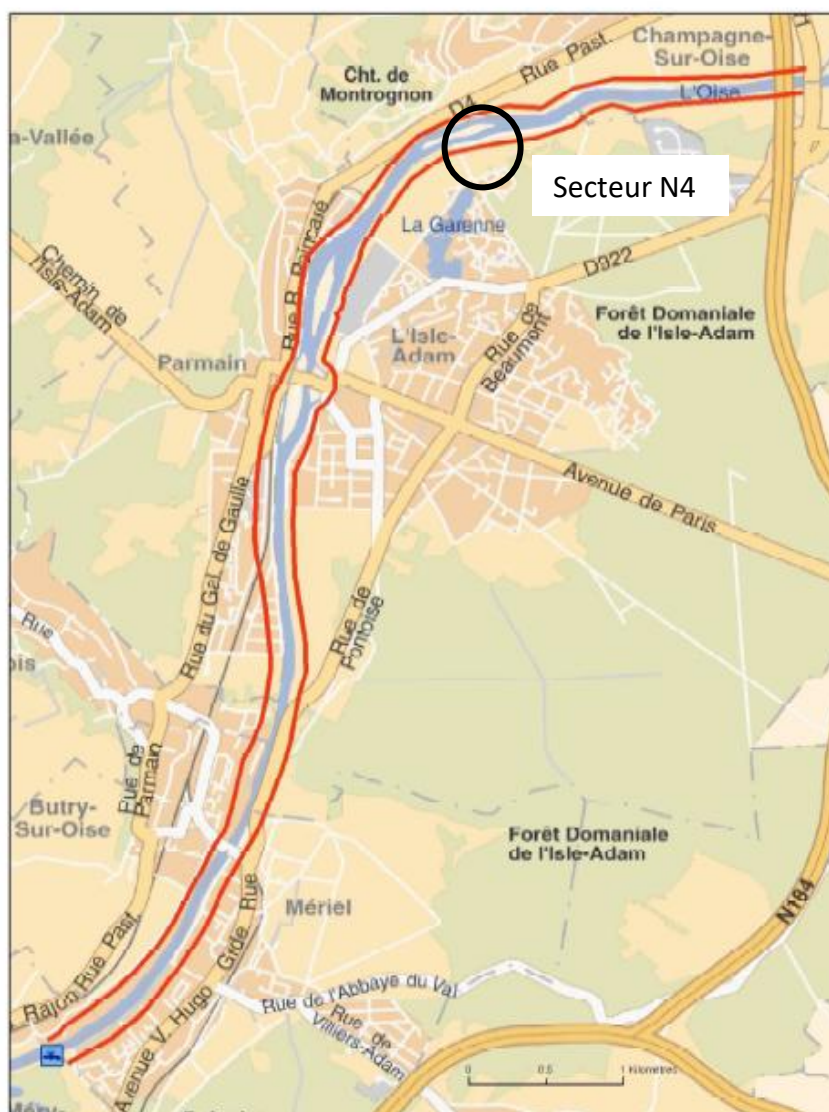 Champagne-
Sur-Oise
Rue Past.
Cht. de
Montrognon
D4
L'Oise
a-Vallée
Secteur N4
La Garenne
Rue R. Poincaré
D922
Chemin de
l'Isle-Adam
Rue de
Beaumont
Forêt Domaniale
de l'Isle-Adam
L'Isle-
Adam
Parmain
Avenue de Paris
Rue du Gal. de Gaulle
Rue de
Pontoise
Rue
ois
Rue de
Parmain
Butry-
Sur-Oise
Forêt Domaniale
de l'Isle-Adam
N184
Mériel
Gide Rue
Rajon Rue Past.
Rue de l'Abbaye du Val
Avenue V. Hugo
Rue de
Villiers-Adam
0 0.5 1 Kilomètres